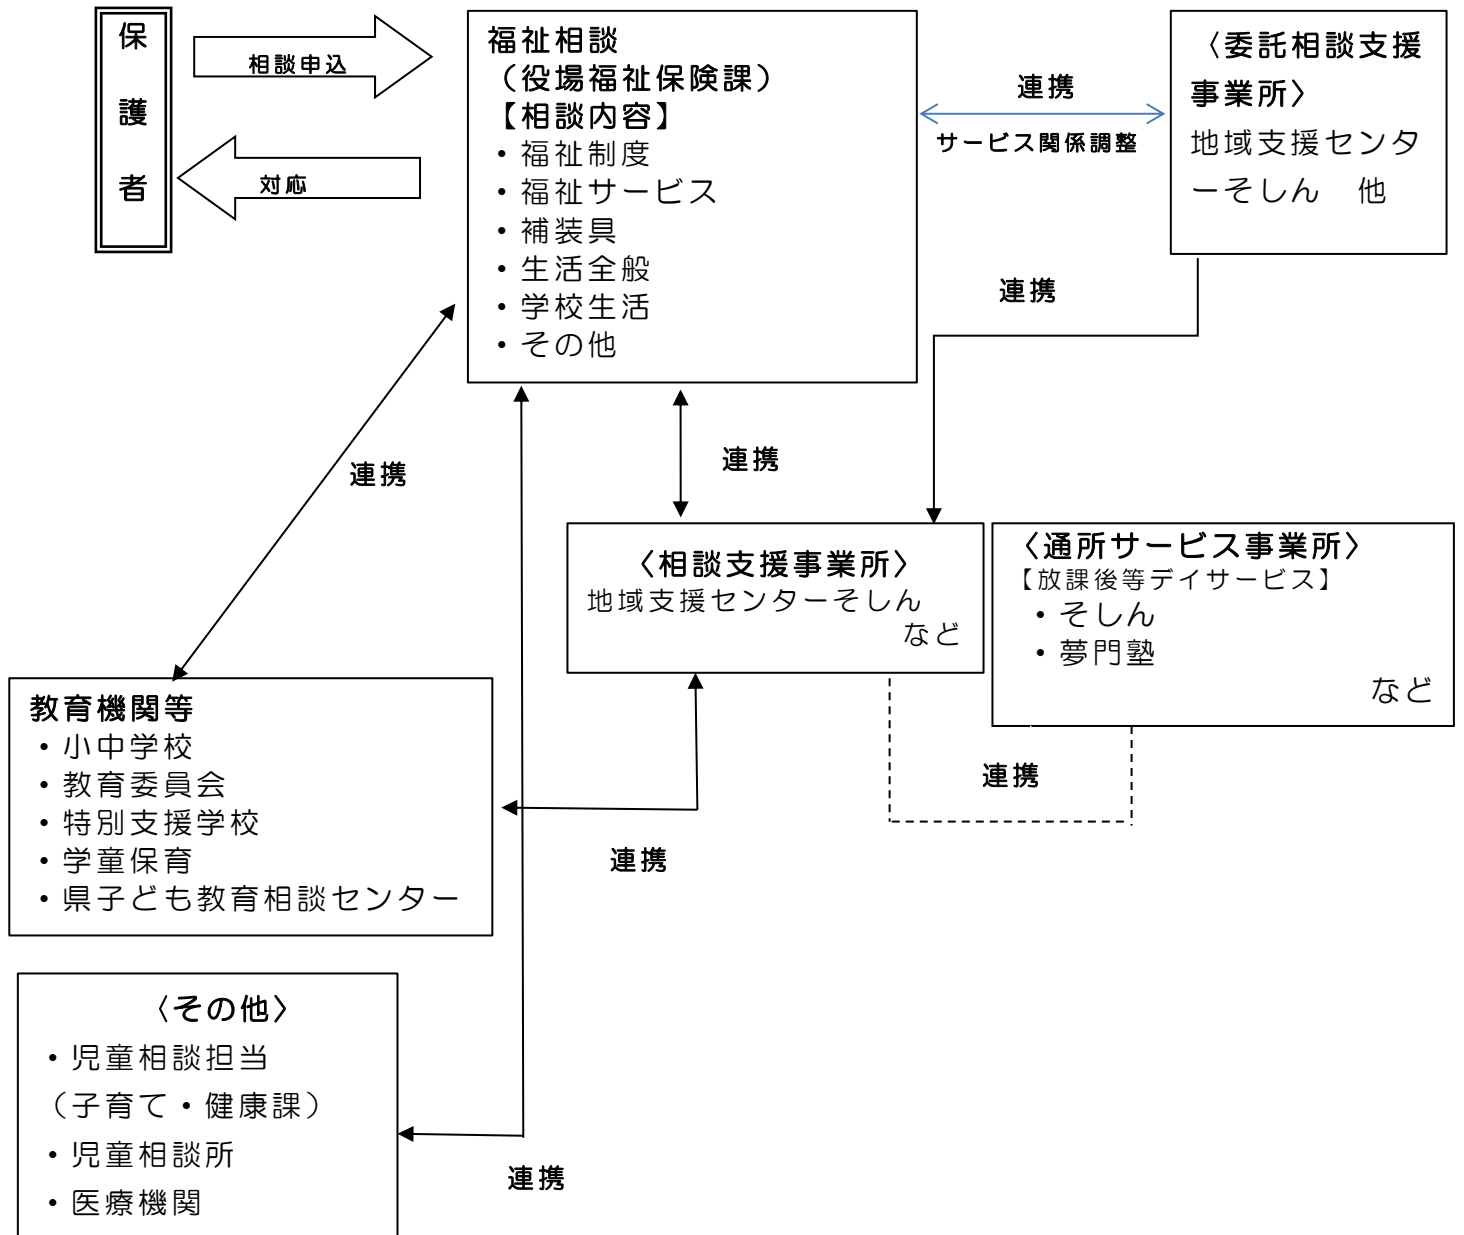 保
護
者
相談申込
対応
福祉相談
（役場福祉保険課）
【相談内容】
・福祉制度
・福祉サービス
・補装具
・生活全般
・学校生活
・その他
連携
サービス関係調整
〈委託相談支援
事業所〉
地域支援センタ
ーそしん　他
連携
連携
連携
〈相談支援事業所〉
地域支援センターそしん
など
〈通所サービス事業所〉
【放課後等デイサービス】
・そしん
・夢門塾
など
連携
教育機関等
・小中学校
・教育委員会
・特別支援学校
・学童保育
・県子ども教育相談センター
連携
〈その他〉
・児童相談担当
（子育て・健康課）
・児童相談所
・医療機関
連携